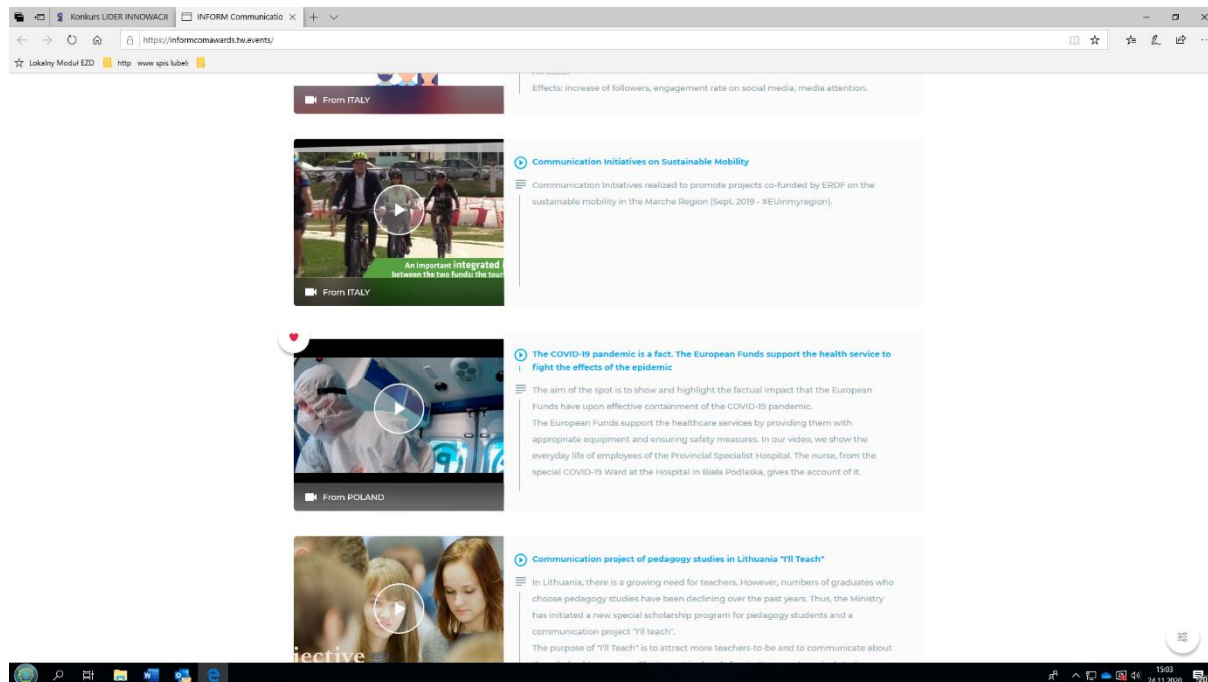 Konkurs LIDER INNOWACJI
INFORM Communicatio
https://informcomawards.tw.events/
Lokalny Moduł EZD
http www spis lubels
From ITALY
Effects: increase of followers, engagement rate on social media, media attention.
Communication Initiatives on Sustainable Mobility
Communication Initiatives realized to promote projects co-funded by ERDF on the
sustainable mobility in the Marche Region (Sept. 2019 - #EUinmyregion).
An important integrated
between the two funds: the tour
From ITALY
The COVID-19 pandemic is a fact. The European Funds support the health service to
fight the effects of the epidemic
The aim of the spot is to show and highlight the factual impact that the European
Funds have upon effective containment of the COVID-19 pandemic.
The European Funds support the healthcare services by providing them with
appropriate equipment and ensuring safety measures. In our video, we show the
everyday life of employees of the Provincial Specialist Hospital. The nurse, from the
special COVID-19 Ward at the Hospital in Biała Podlaska, gives the account of it.
From POLAND
Communication project of pedagogy studies in Lithuania "I'll Teach"
In Lithuania, there is a growing need for teachers. However, numbers of graduates who
choose pedagogy studies have been declining over the past years. Thus, the Ministry
has initiated a new special scholarship program for pedagogy students and a
communication project "I'll teach".
The purpose of "I'll Teach" is to attract more teachers-to-be and to communicate about
jective
15:03
24.11.2020